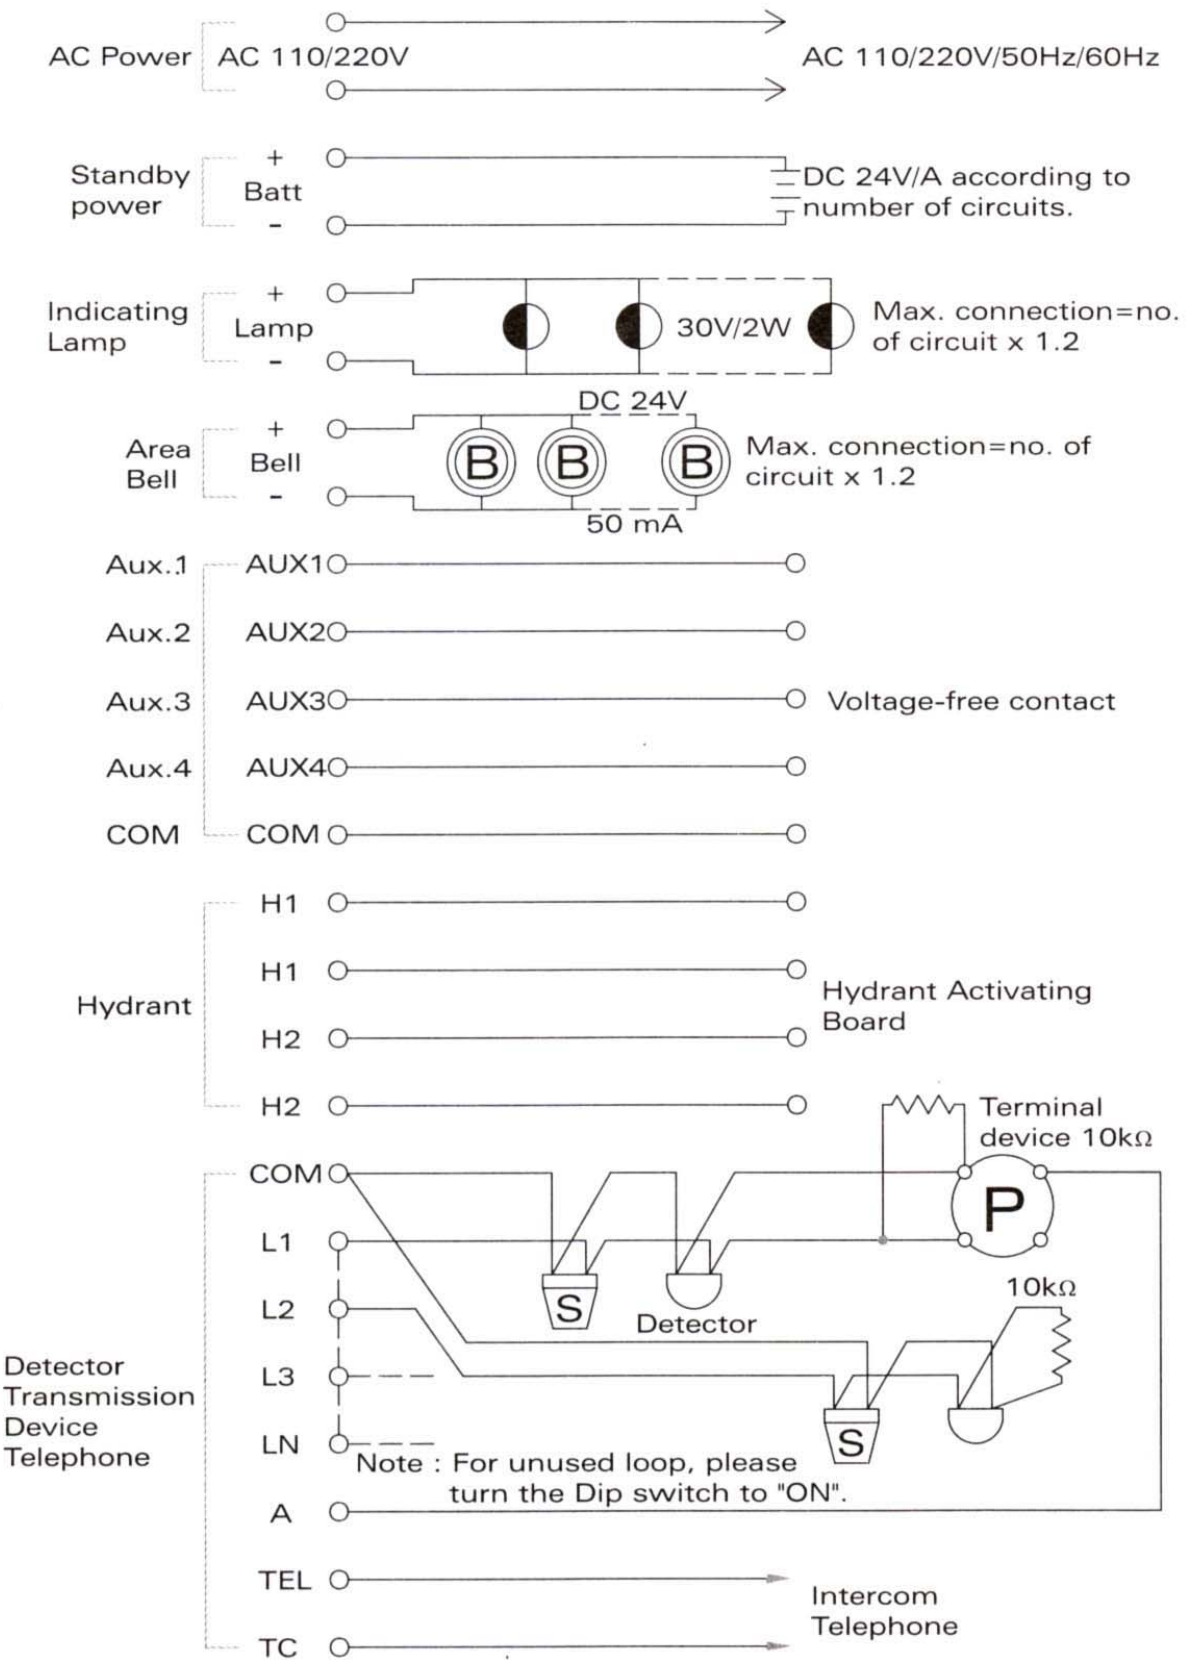 AC Power AC 110/220V AC 110/220V/50Hz/60Hz
Standby
power
+
Batt
-
DC 24V/A according to
number of circuits.
Indicating
Lamp
+
Lamp
-
30V/2W
Max. connection=no.
of circuit x 1.2
Area
Bell
+
Bell
-
DC 24V
B B B
50 mA
Max. connection=no. of
circuit x 1.2
Aux.1 AUX1
Aux.2 AUX2
Aux.3 AUX3 Voltage-free contact
Aux.4 AUX4
COM COM
Hydrant
H1
H1
H2
H2
Hydrant Activating
Board
Terminal
device 10kΩ
COM
P
L1
S
Detector
10kΩ
L2
L3
LN
S
Detector
Transmission
Device
Telephone
Note : For unused loop, please
turn the Dip switch to "ON".
A
TEL
TC
Intercom
Telephone